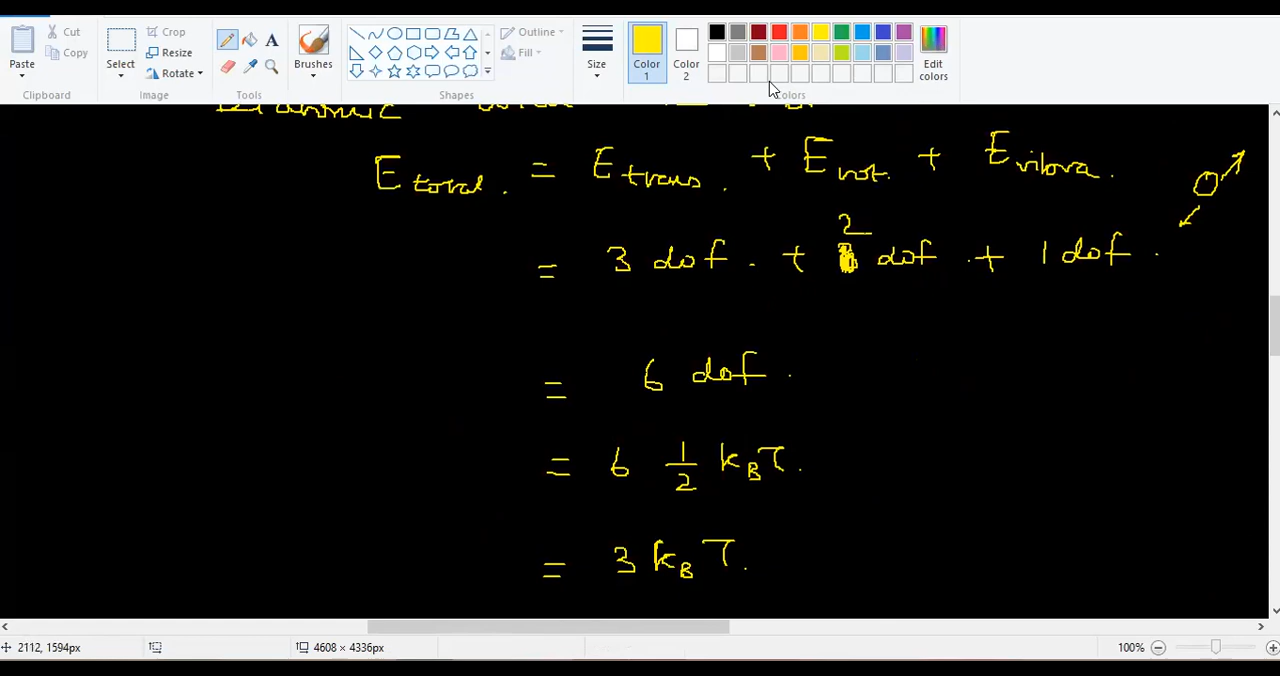 Cut
Copy
Paste
Clipboard
Crop
Resize
Rotate
Select
Image
A
Tools
Brushes
Outline
Fill
Shapes
Size
Color 1
Color 2
Edit colors
Colors
E total. = E trans. + E rot. + E vibra.
2
= 3 dof. + dof + 1 dof.
= 6 dof.
= 6 1/2 kBT.
= 3 kBT.
2112, 1594px
4608 × 4336px
100%